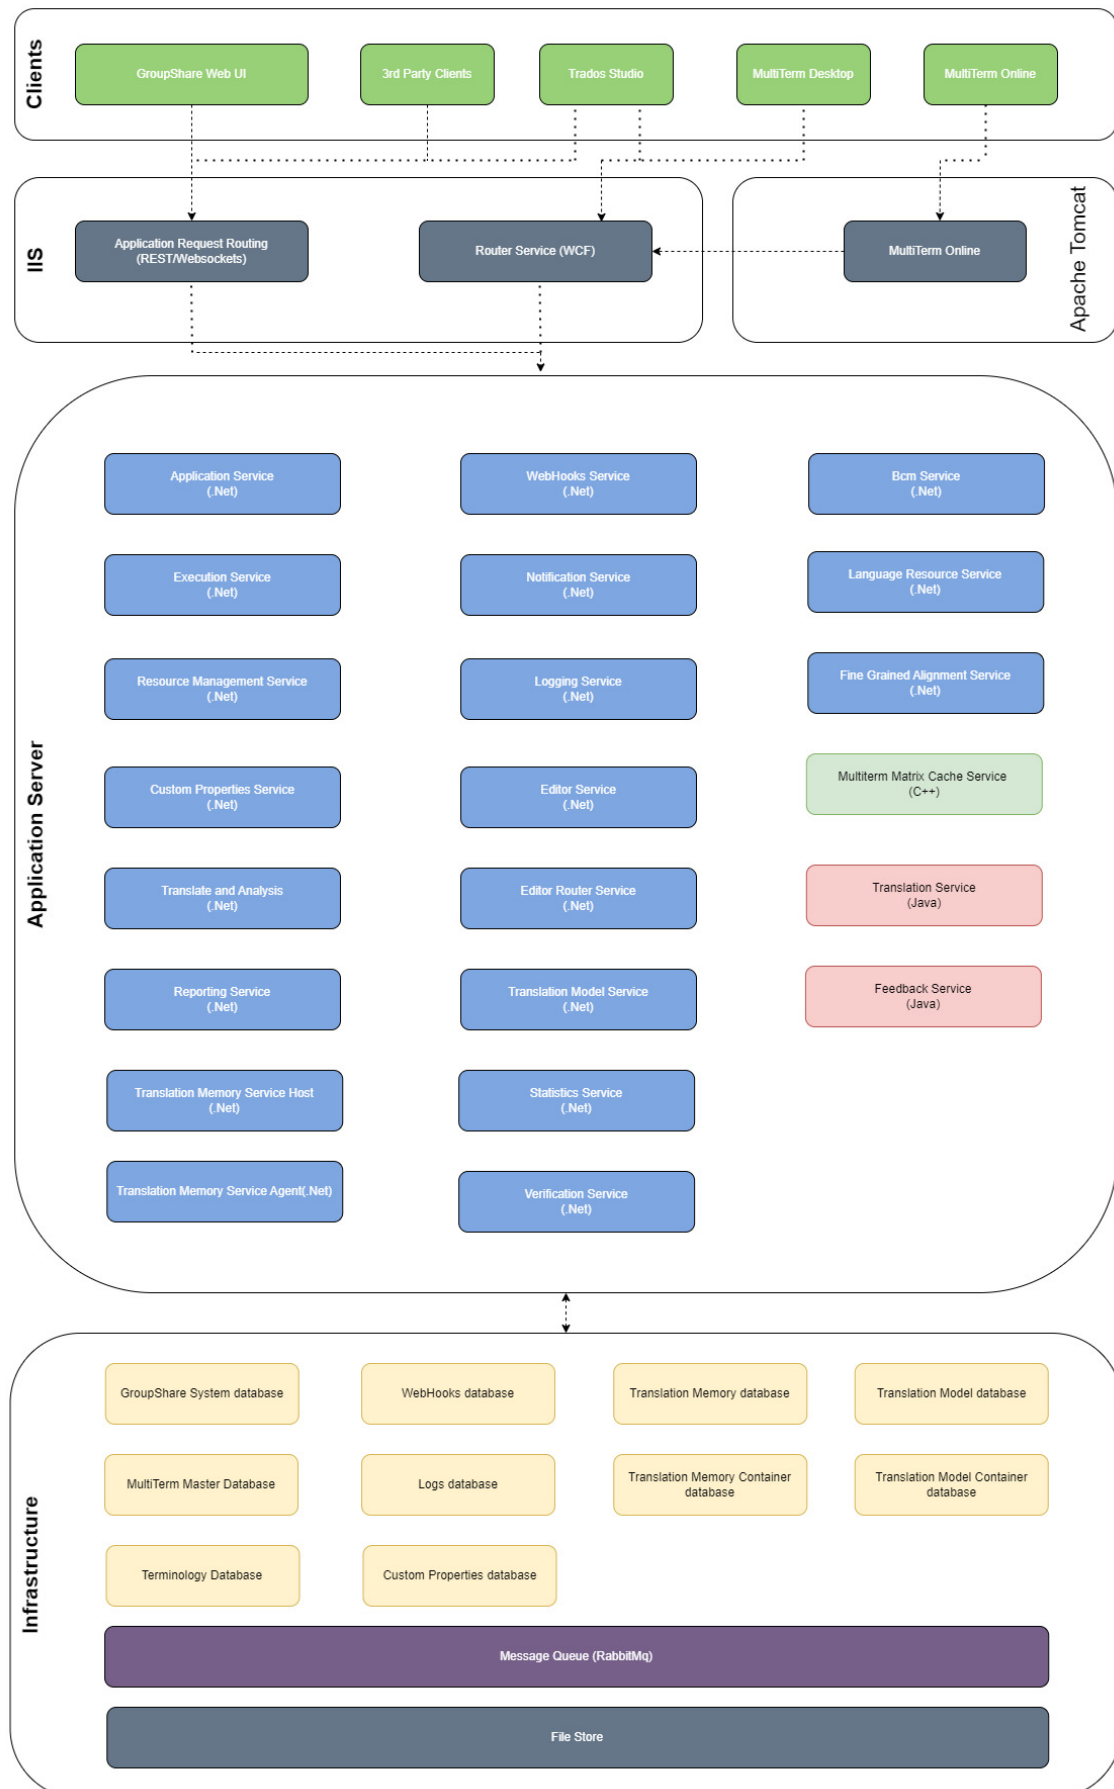 Clients
GroupShare Web UI
3rd Party Clients
Trados Studio
MultiTerm Desktop
MultiTerm Online
IIS
Application Request Routing
(REST/Websockets)
Router Service (WCF)
MultiTerm Online
Apache Tomcat
Application Server
Application Service
(.Net)
WebHooks Service
(.Net)
Bcm Service
(.Net)
Execution Service
(.Net)
Notification Service
(.Net)
Language Resource Service
(.Net)
Resource Management Service
(.Net)
Logging Service
(.Net)
Fine Grained Alignment Service
(.Net)
Custom Properties Service
(.Net)
Editor Service
(.Net)
Multiterm Matrix Cache Service
(C++)
Translate and Analysis
(.Net)
Editor Router Service
(.Net)
Translation Service
(Java)
Reporting Service
(.Net)
Translation Model Service
(.Net)
Feedback Service
(Java)
Translation Memory Service Host
(.Net)
Statistics Service
(.Net)
Translation Memory Service Agent(.Net)
Verification Service
(.Net)
Infrastructure
GroupShare System database
WebHooks database
Translation Memory database
Translation Model database
MultiTerm Master Database
Logs database
Translation Memory Container
database
Translation Model Container
database
Terminology Database
Custom Properties database
Message Queue (RabbitMq)
File Store